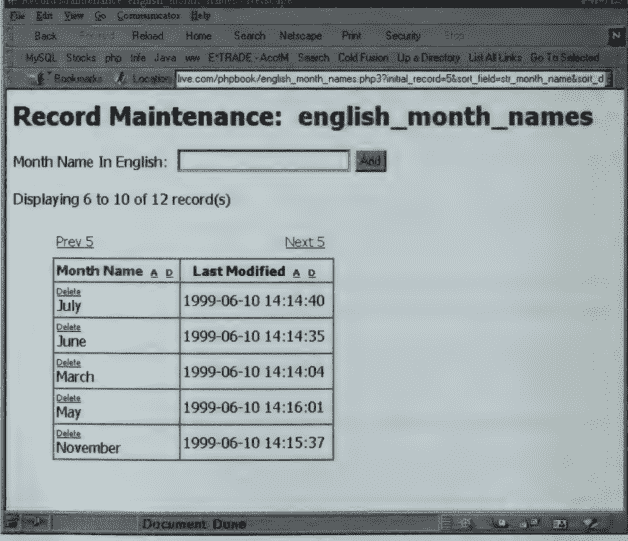 Record Maintenance: english_month_names - Netscape
File Edit View Go Communicator Help
Back Forward Reload Home Search Netscape Print Security Stop
MySQL Stocks php Infe Java ww E*TRADE - AcctM Search Cold Fusion Up a Directory List All Links Go To Selected
Bookmarks Location: live.com/phpbook/english_month_names.php3?initial_record=5&sort_field=str_month_name&sort_d
Record Maintenance: english_month_names
Month Name In English: Add
Displaying 6 to 10 of 12 record(s)
Prev 5 Next 5
Month Name A D Last Modified A D
Delete
July 1999-06-10 14:14:40
Delete
June 1999-06-10 14:14:35
Delete
March 1999-06-10 14:14:04
Delete
May 1999-06-10 14:16:01
Delete
November 1999-06-10 14:15:37
Document: Done